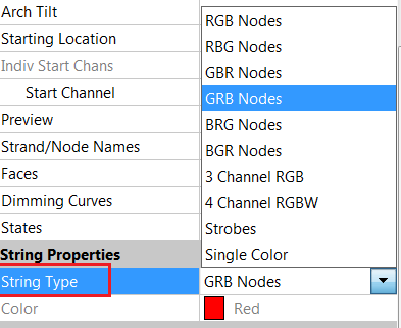 Arch Tilt
Starting Location
Indiv Start Chans
Start Channel
Preview
Strand/Node Names
Faces
Dimming Curves
States
String Properties
String Type
Color
RGB Nodes
RBG Nodes
GBR Nodes
GRB Nodes
BRG Nodes
BGR Nodes
3 Channel RGB
4 Channel RGBW
Strobes
Single Color
GRB Nodes
Red